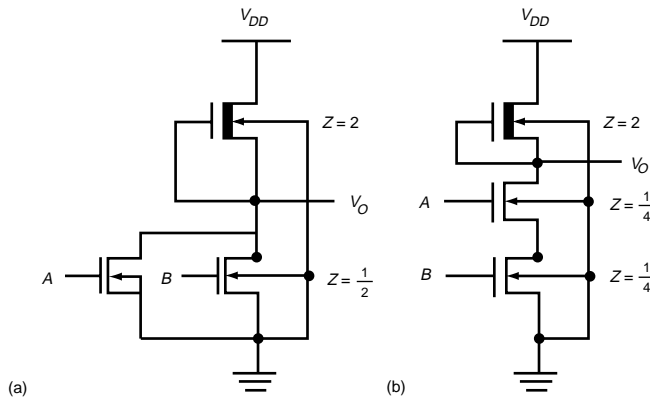 V_DD
Z = 2
V_O
A
B
Z = 1/2
(a)
V_DD
Z = 2
V_O
A
Z = 1/4
B
Z = 1/4
(b)